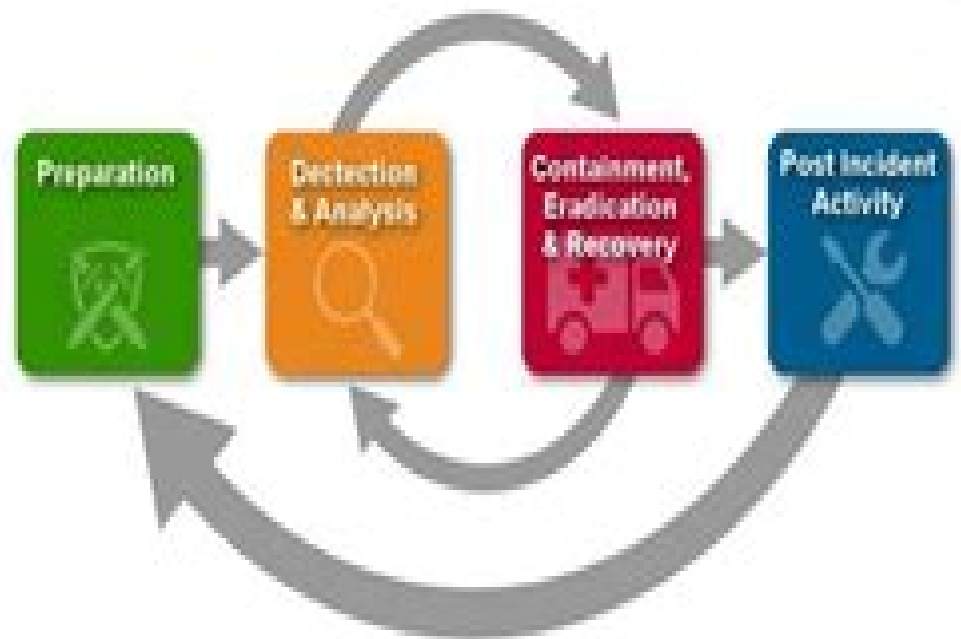 Preparation
Dectection
& Analysis
Containment,
Eradication
& Recovery
Post Incident
Activity